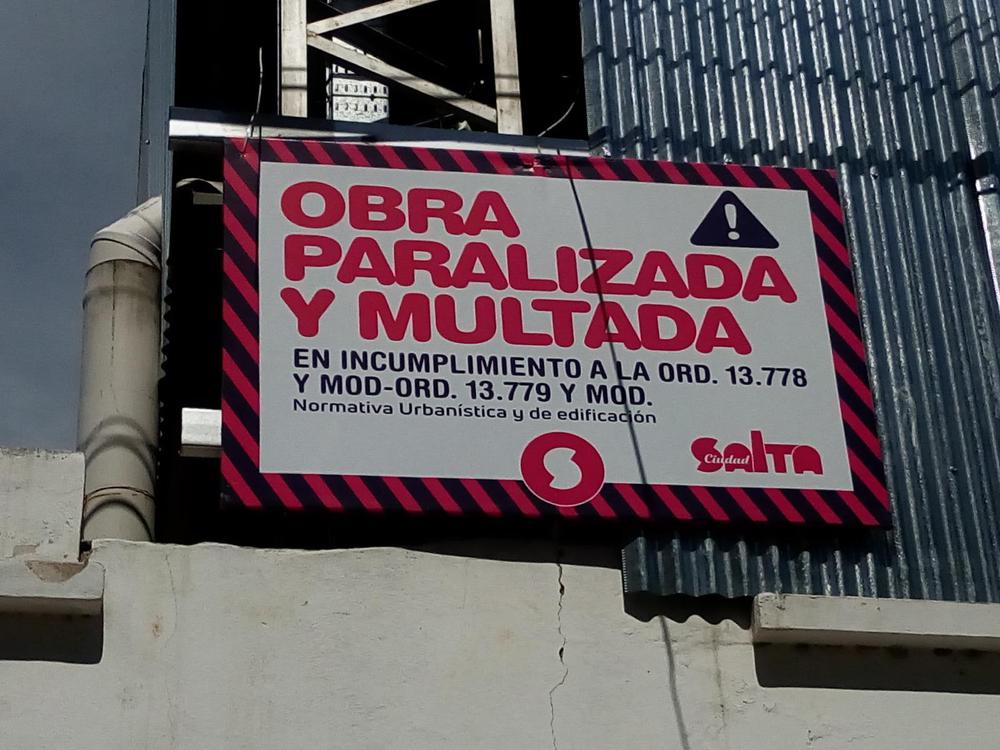 OBRA
PARALIZADA
Y MULTADA
EN INCUMPLIMIENTO A LA ORD. 13.778
Y MOD-ORD. 13.779 Y MOD.
Normativa Urbanística y de edificación
Ciudad
Salta